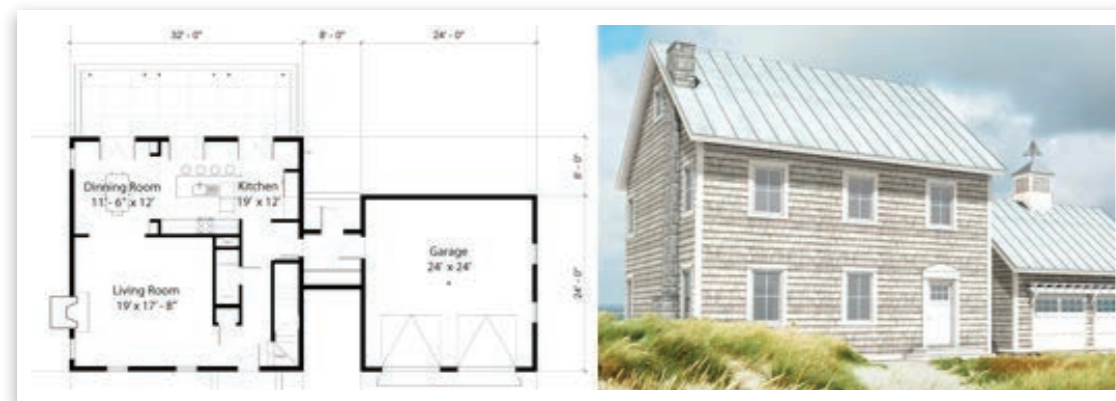 32' - 0"
8' - 0"
24' - 0"
Dinning Room
11' - 6" x 12'
Kitchen
19' x 12'
8' - 0"
Garage
24' x 24'
24' - 0"
Living Room
19' x 17' - 8"